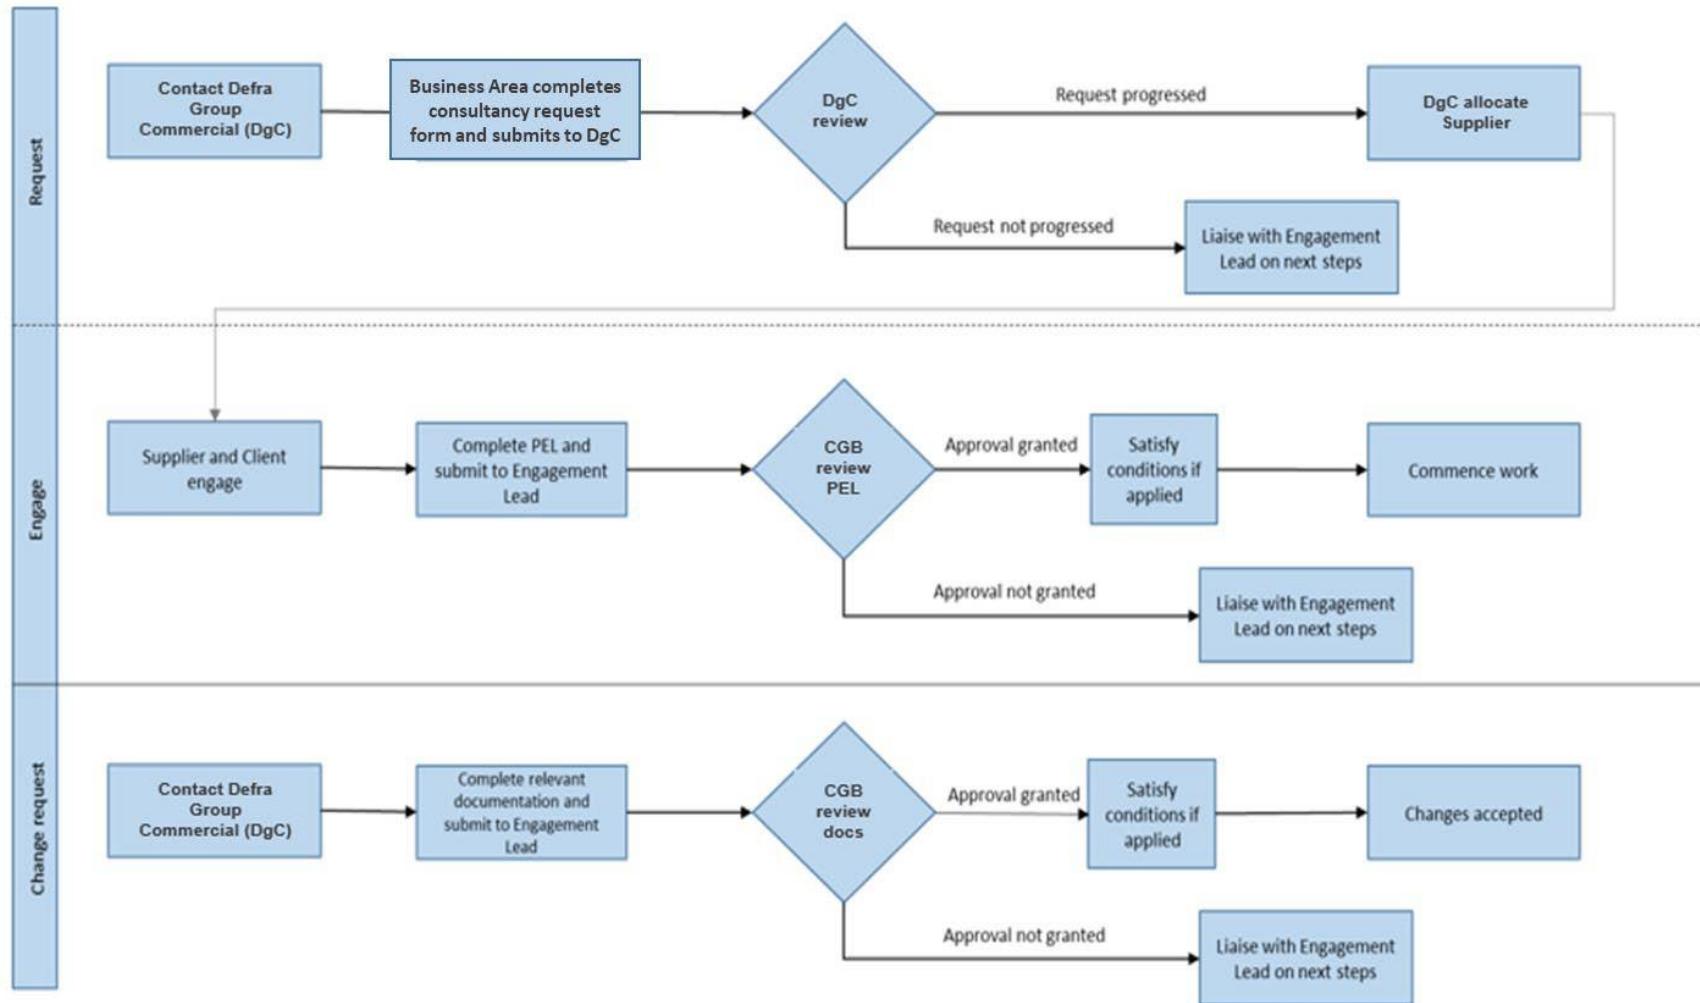 Request
Contact Defra
Group
Commercial (DgC)
Business Area completes
consultancy request
form and submits to DgC
DgC
review
Request progressed
DgC allocate
Supplier
Request not progressed
Liaise with Engagement
Lead on next steps
Engage
Supplier and Client
engage
Complete PEL and
submit to Engagement
Lead
CGB
review
PEL
Approval granted
Satisfy
conditions if
applied
Commence work
Approval not granted
Liaise with Engagement
Lead on next steps
Change request
Contact Defra
Group
Commercial (DgC)
Complete relevant
documentation and
submit to Engagement
Lead
CGB
review
docs
Approval granted
Satisfy
conditions if
applied
Changes accepted
Approval not granted
Liaise with Engagement
Lead on next steps